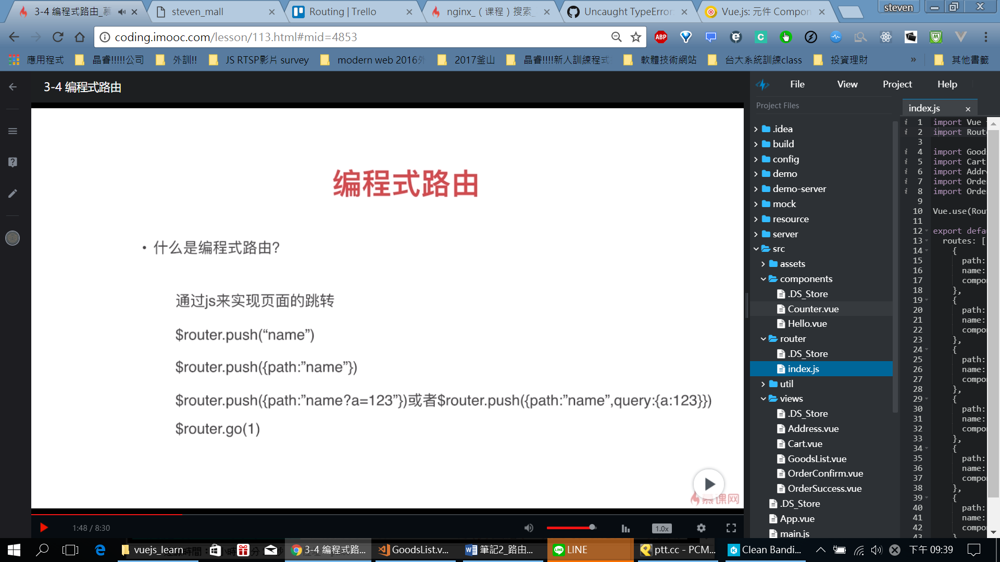 3-4 编程式路由_慕
steven_mall
Routing | Trello
nginx_（课程）搜索_
Uncaught TypeError
Vue.js: 元件 Compon
steven
coding.imooc.com/lesson/113.html#mid=4853
ABP
應用程式
晶睿!!!!!公司
外訓!!
JS RTSP影片 survey
modern web 2016外
2017釜山
晶睿!!!!新人訓練程式
軟體技術網站
台大系統訓練class
投資理財
»
其他書籤
3-4 编程式路由
File View Project Help
Project Files
index.js
编程式路由
• 什么是编程式路由?
通过js来实现页面的跳转
$router.push(“name”)
$router.push({path:”name”})
$router.push({path:”name?a=123”})或者$router.push({path:”name”,query:{a:123}})
$router.go(1)
慕课网
1:48 / 8:30
1.0x
.idea
build
config
demo
demo-server
mock
resource
server
src
assets
components
.DS_Store
Counter.vue
Hello.vue
router
.DS_Store
index.js
util
views
.DS_Store
Address.vue
Cart.vue
GoodsList.vue
OrderConfirm.vue
OrderSuccess.vue
.DS_Store
App.vue
main.js
1 import Vue
2 import Route
3
4 import Goods
5 import Cart
6 import Addre
7 import Order
8 import Order
9
10 Vue.use(Rout
11
12 export defau
13 routes: [
14 {
15 path:
16 name:
17 compon
18 },
19 {
20 path:
21 name:
22 compon
23 },
24 {
25 path:
26 name:
27 compon
28 },
29 {
30 path:
31 name:
32 compon
33 },
34 {
35 path:
36 name:
37 compon
38 },
39 {
40 path:
41 name:
42 compon
43 }
vuejs_learn
3-4 编程式路...
GoodsList.v...
筆記2_路由...
LINE
ptt.cc - PCM...
Clean Bandi...
下午 09:39